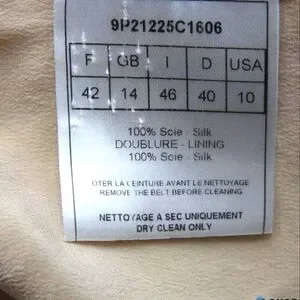 9P21225C1606
F GB I D USA
42 14 46 40 10
100% Soie - Silk
DOUBLURE - LINING
100% Soie - Silk
OTER LA CEINTURE AVANT LE NETTOYAGE
REMOVE THE BELT BEFORE CLEANING
NETTOYAGE A SEC UNIQUEMENT
DRY CLEAN ONLY